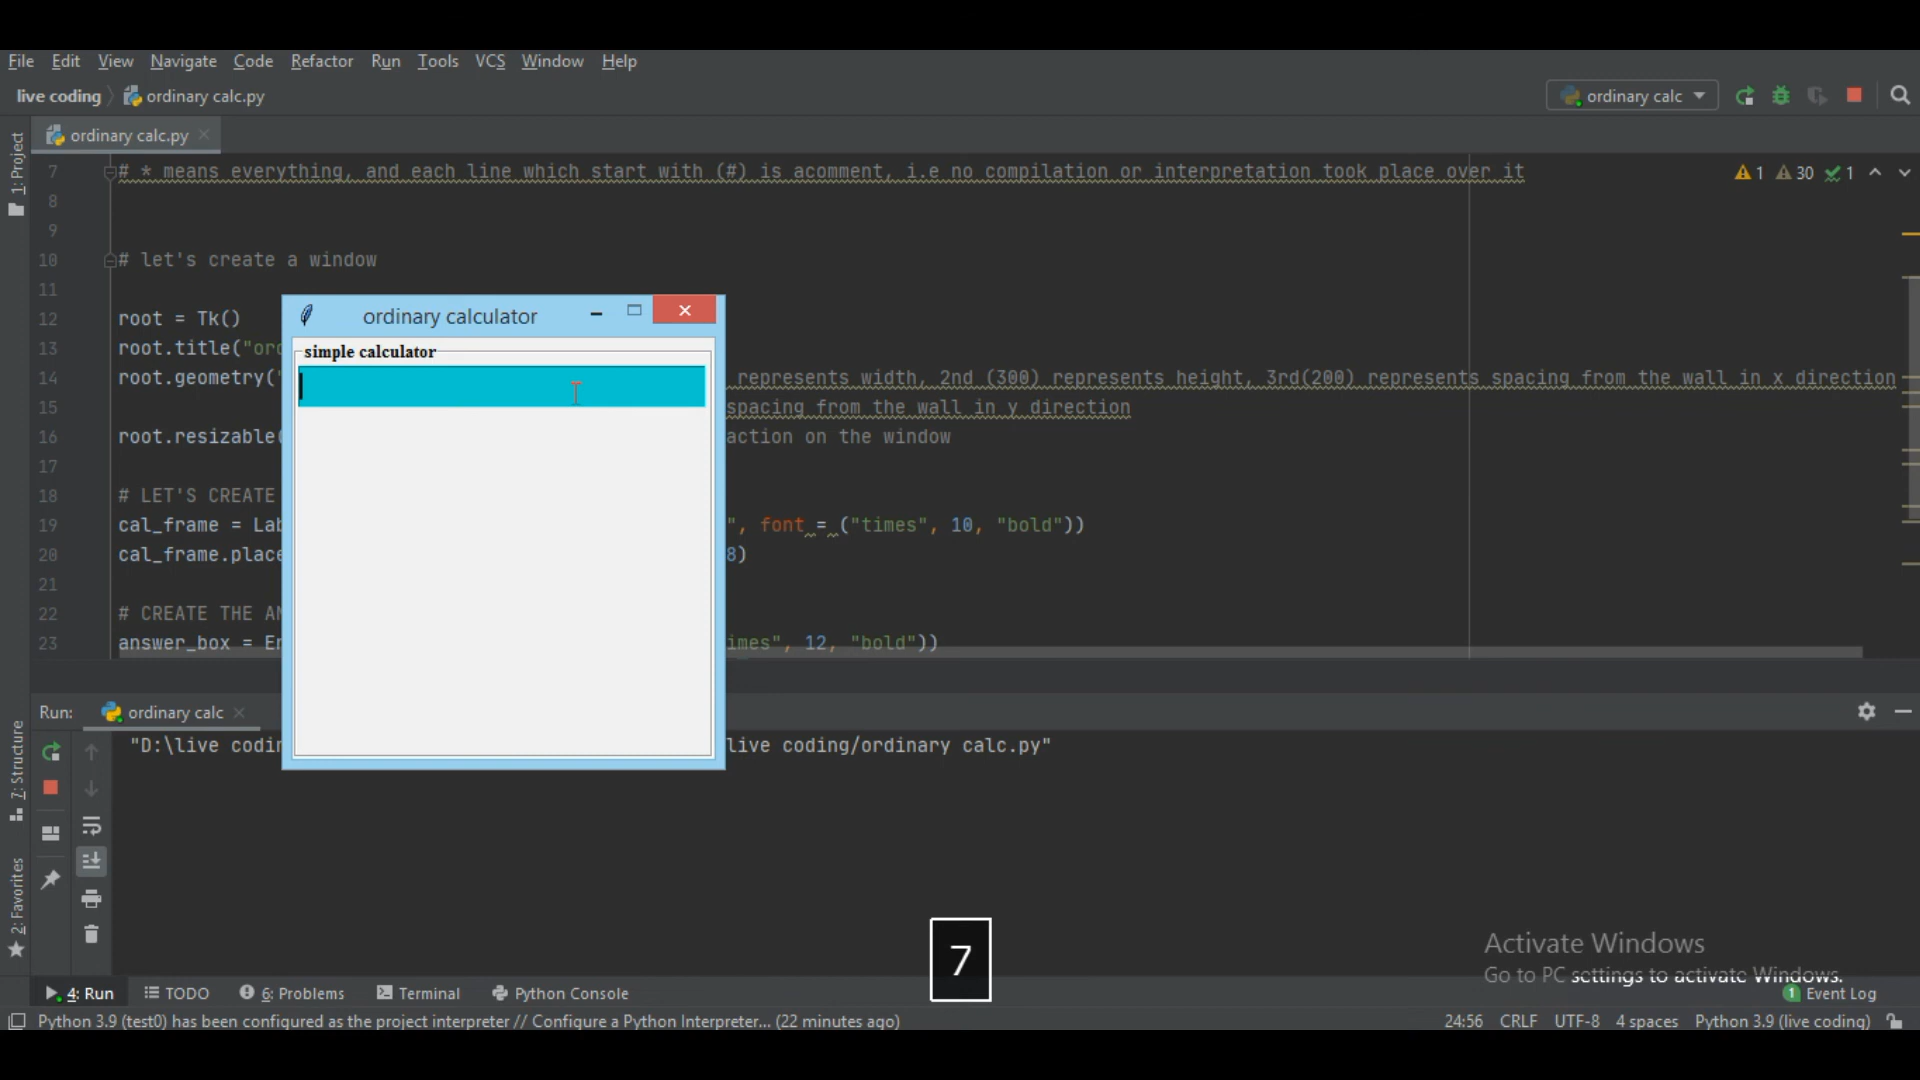 File Edit View Navigate Code Refactor Run Tools VCS Window Help
live coding ordinary calc.py ordinary calc
ordinary calc.py
1: Project
7 # * means everything, and each line which start with (#) is acomment, i.e no compilation or interpretation took place over it 1 30 1
8
9
10 # let's create a window
11
ordinary calculator
simple calculator
12 root = Tk()
13 root.title("ord
14 root.geometry(" represents width, 2nd (300) represents height, 3rd(200) represents spacing from the wall in x direction
15 spacing from the wall in y direction
16 root.resizable( action on the window
17
18 # LET'S CREATE
19 cal_frame = Lab ", font = ("times", 10, "bold"))
20 cal_frame.place 8)
21
22 # CREATE THE AN
23 answer_box = En imes", 12, "bold"))
Run: ordinary calc
"D:\live codin live coding/ordinary calc.py"
7: Structure
2: Favorites
7
Activate Windows
Go to PC settings to activate Windows.
4: Run TODO 6: Problems Terminal Python Console 1 Event Log
Python 3.9 (test0) has been configured as the project interpreter // Configure a Python Interpreter... (22 minutes ago) 24:56 CRLF UTF-8 4 spaces Python 3.9 (live coding)